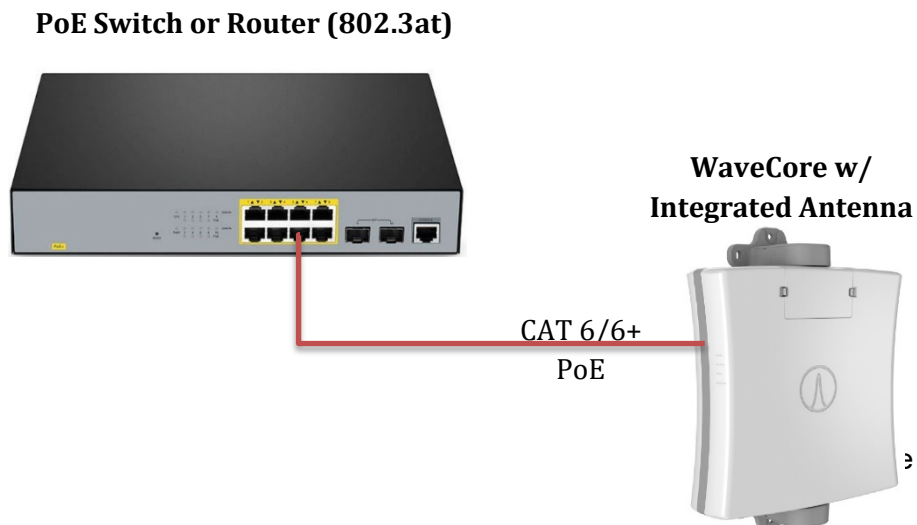 PoE Switch or Router (802.3at)
WaveCore w/
Integrated Antenna
CAT 6/6+
PoE
e